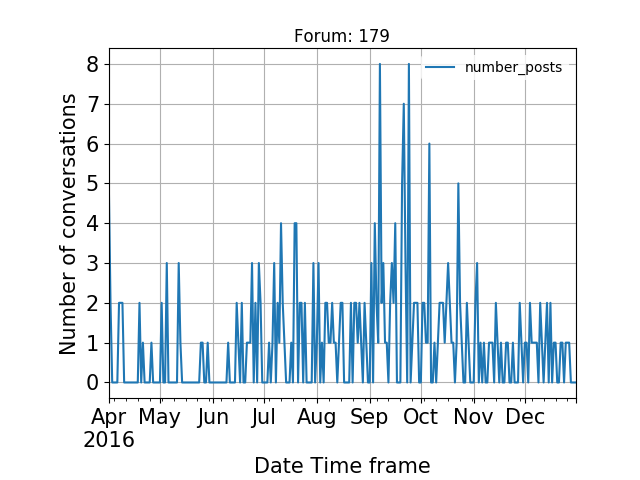 Forum: 179
number_posts
Number of conversations
8
7
6
5
4
3
2
1
0
Apr May Jun Jul Aug Sep Oct Nov Dec
2016
Date Time frame